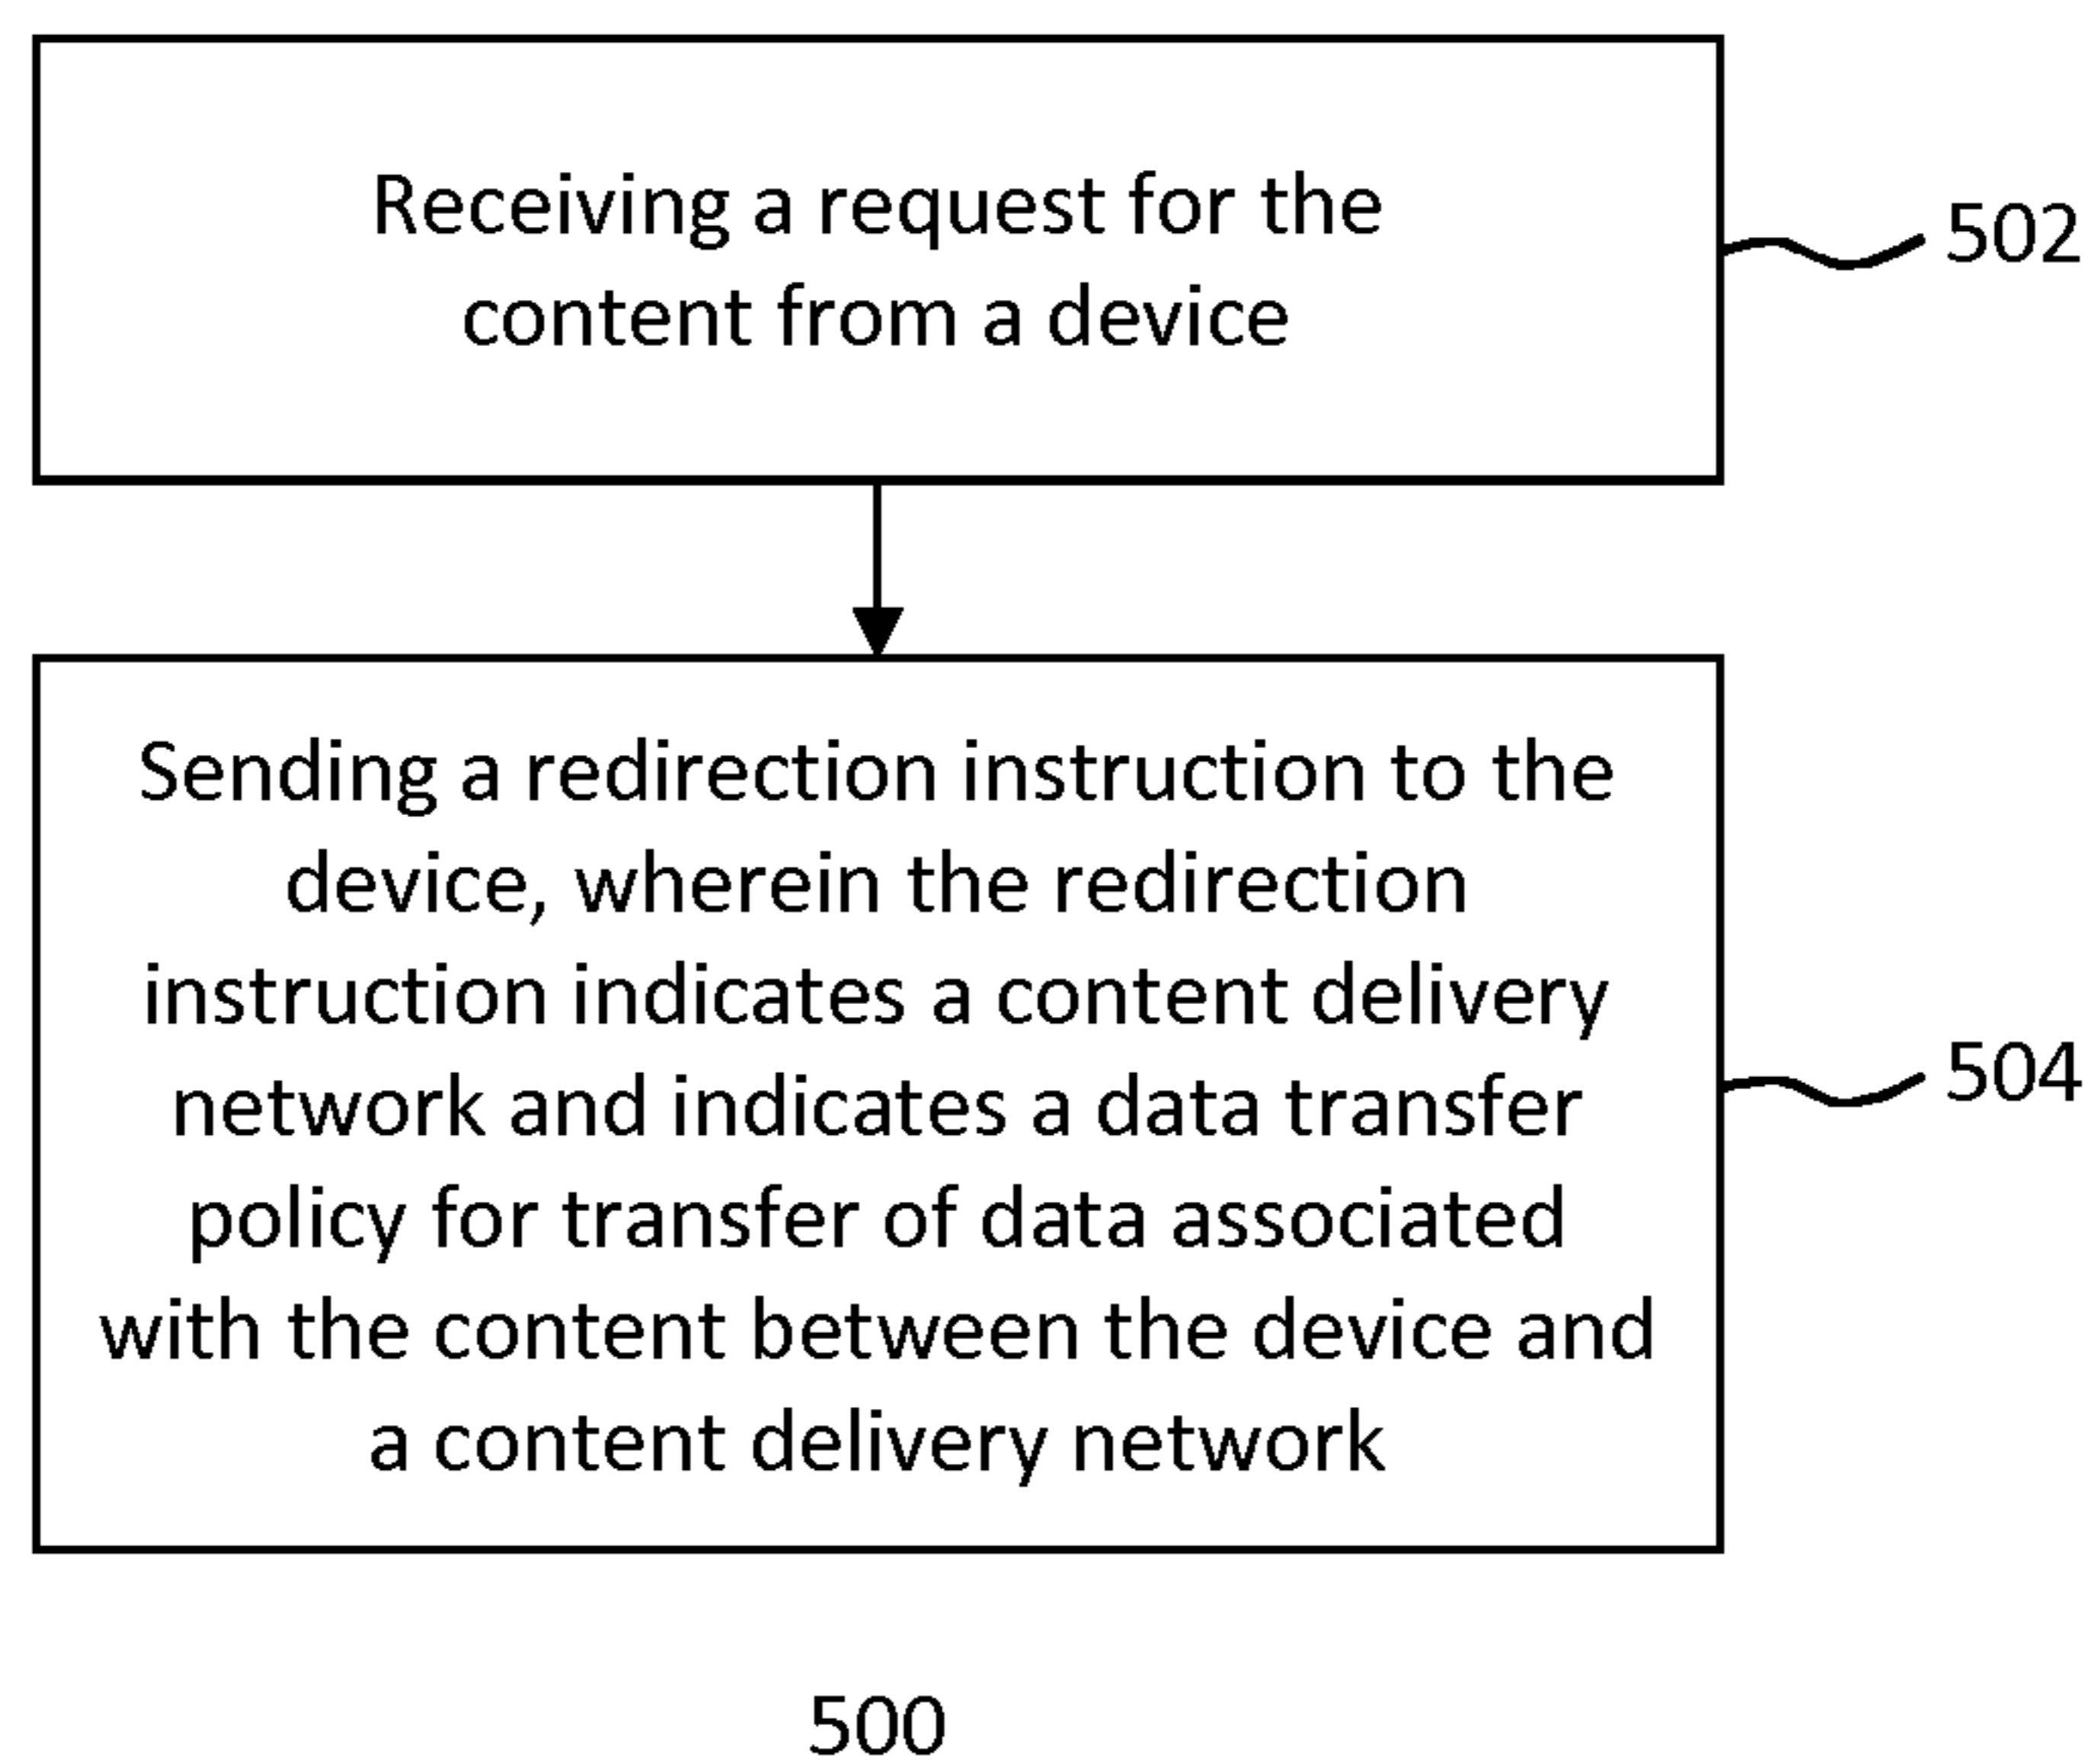 Receiving a request for the
content from a device
502
Sending a redirection instruction to the
device, wherein the redirection
instruction indicates a content delivery
network and indicates a data transfer
policy for transfer of data associated
with the content between the device and
a content delivery network
504
500